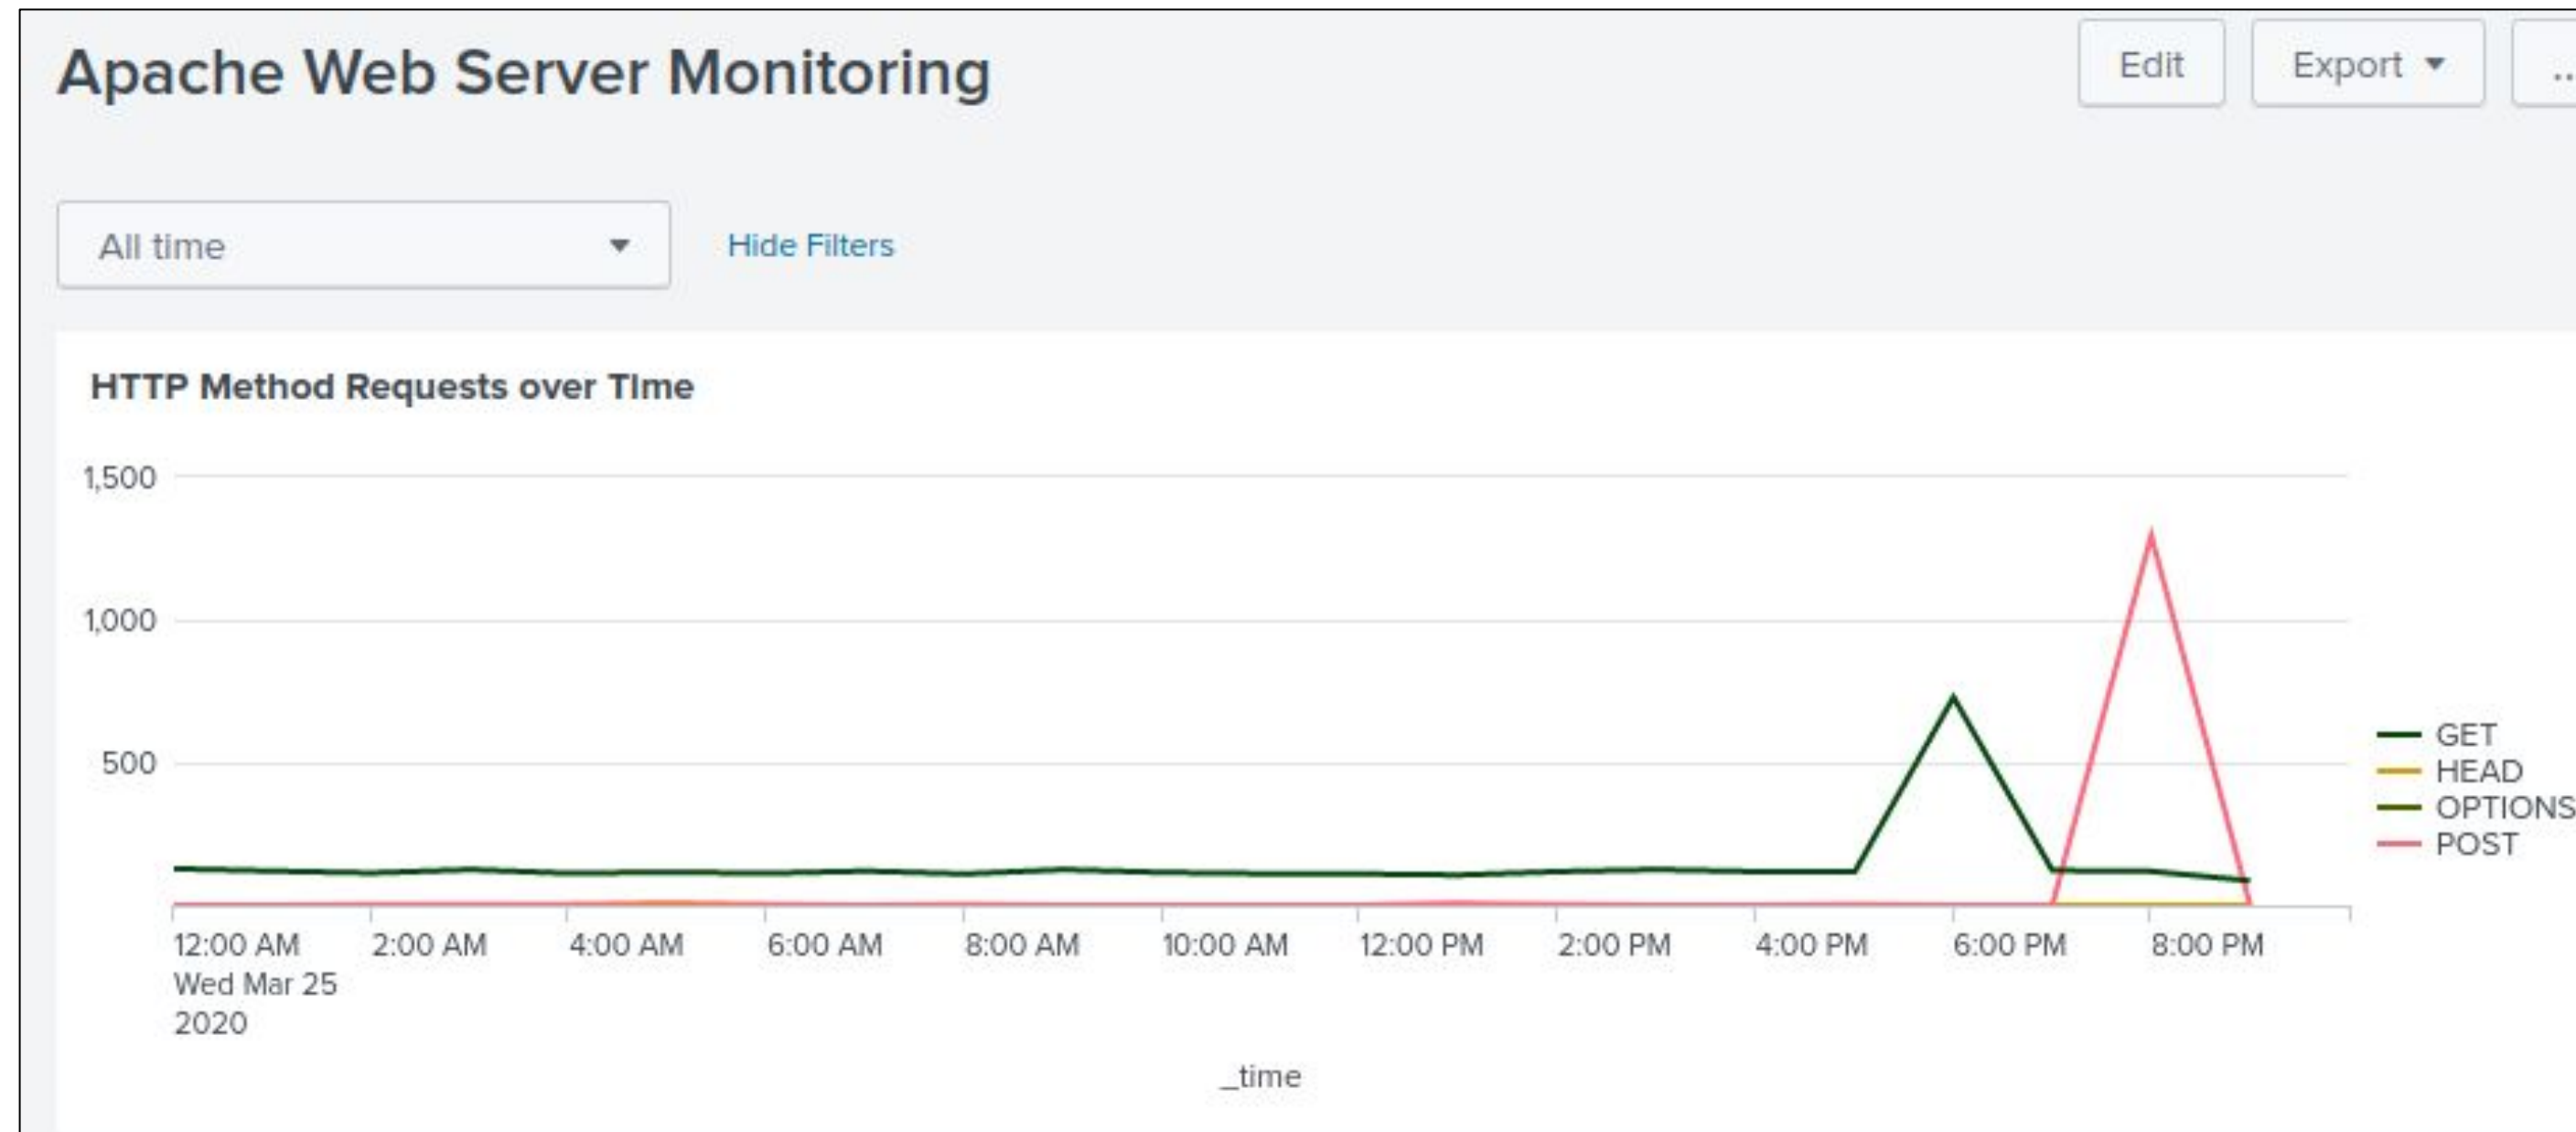 Apache Web Server Monitoring
Edit
Export
..
All time
Hide Filters
HTTP Method Requests over TIme
1,500
1,000
500
GET
HEAD
OPTIONS
POST
12:00 AM 2:00 AM 4:00 AM 6:00 AM 8:00 AM 10:00 AM 12:00 PM 2:00 PM 4:00 PM 6:00 PM 8:00 PM
Wed Mar 25
2020
_time